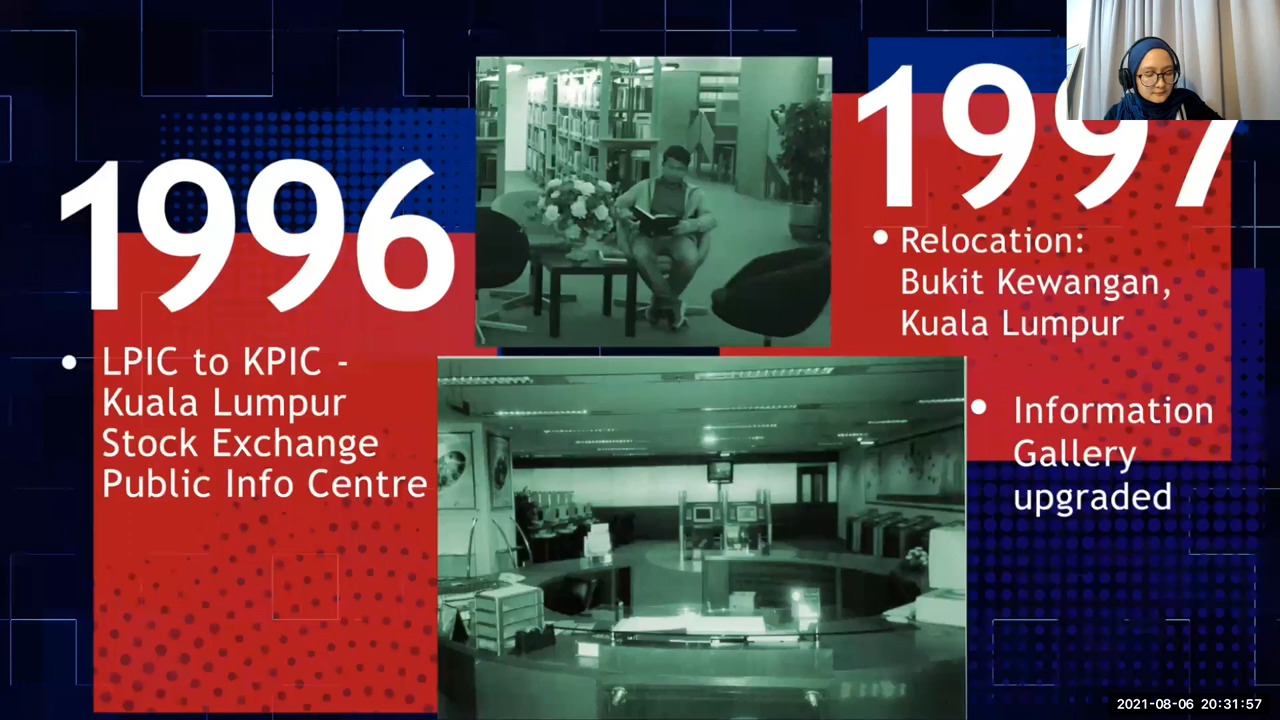 1996
LPIC to KPIC -
Kuala Lumpur
Stock Exchange
Public Info Centre
1997
Relocation:
Bukit Kewangan,
Kuala Lumpur
Information
Gallery
upgraded
2021-08-06 20:31:57